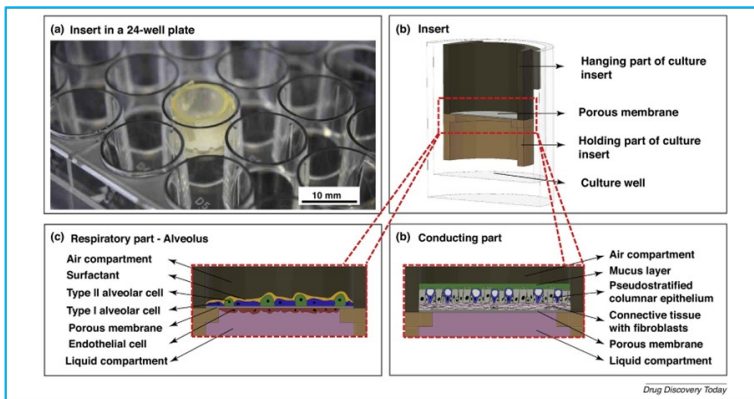 (a) Insert in a 24-well plate
10 mm
(b) Insert
Hanging part of culture
insert
Porous membrane
Holding part of culture
insert
Culture well
(c) Respiratory part - Alveolus
Air compartment
Surfactant
Type II alveolar cell
Type I alveolar cell
Porous membrane
Endothelial cell
Liquid compartment
(b) Conducting part
Air compartment
Mucus layer
Pseudostratified
columnar epithelium
Connective tissue
with fibroblasts
Porous membrane
Liquid compartment
Drug Discovery Today